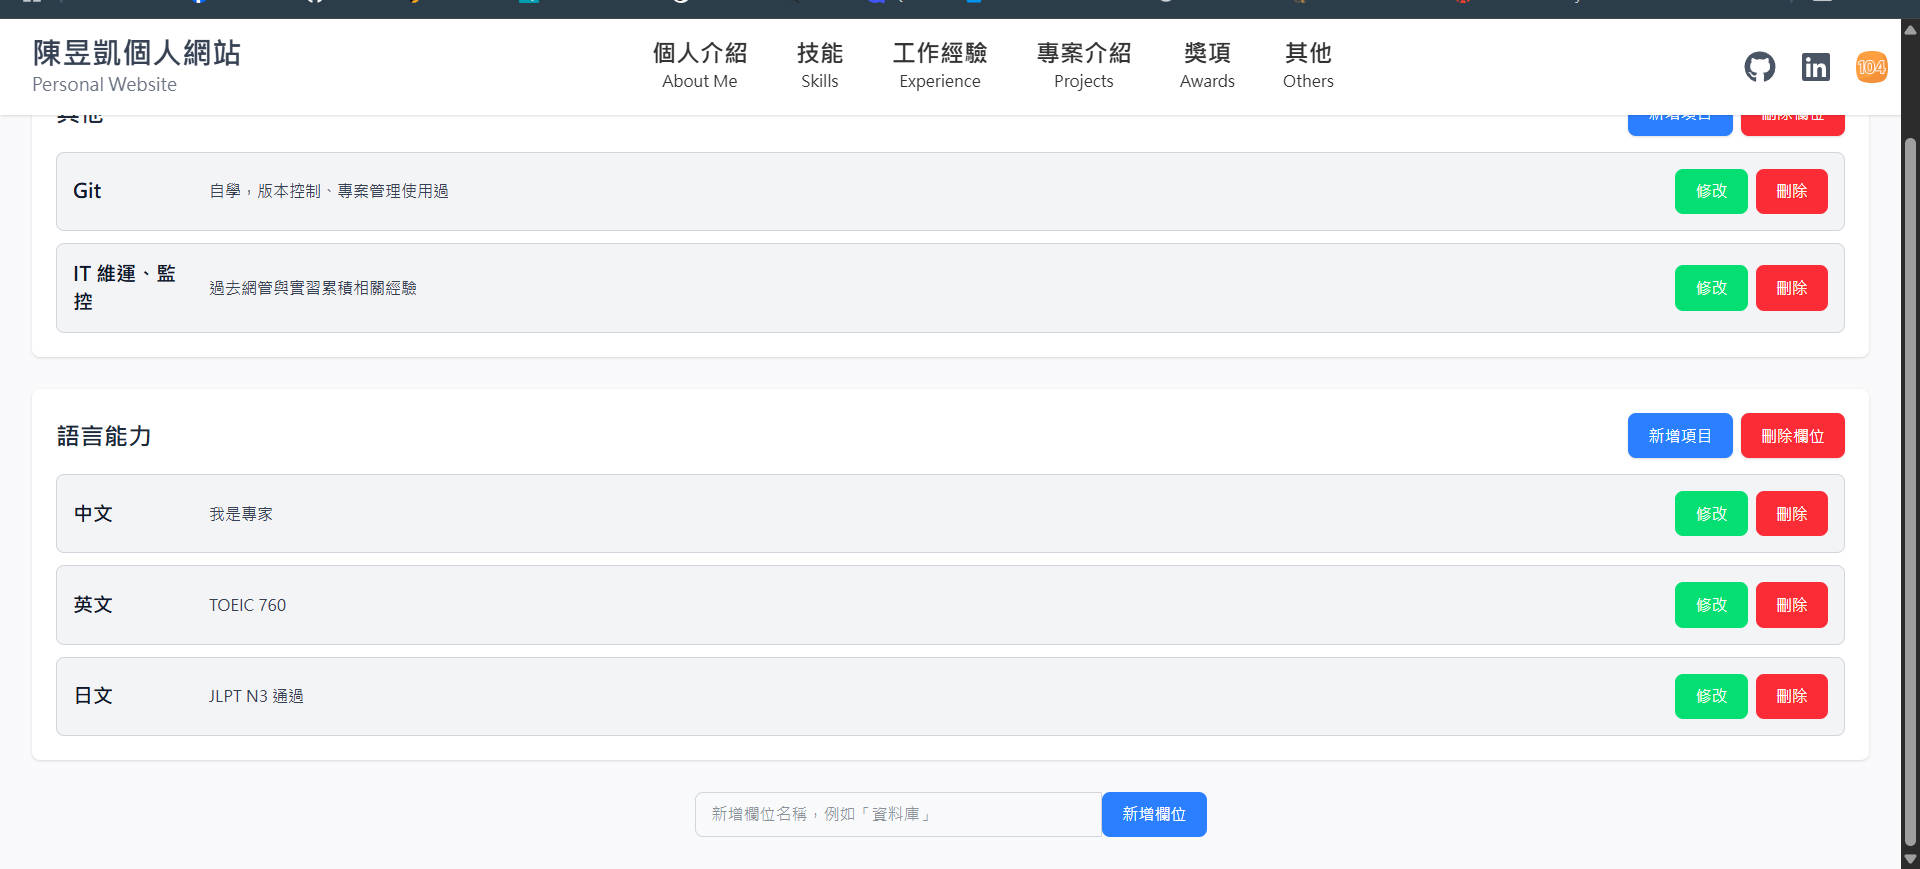 陳昱凱個人網站
Personal Website
個人介紹
About Me
技能
Skills
工作經驗
Experience
專案介紹
Projects
獎項
Awards
其他
Others
104
其他
新增項目
刪除欄位
Git
自學，版本控制、專案管理使用過
修改
刪除
IT 維運、監
控
過去網管與實習累積相關經驗
修改
刪除
語言能力
新增項目
刪除欄位
中文
我是專家
修改
刪除
英文
TOEIC 760
修改
刪除
日文
JLPT N3 通過
修改
刪除
新增欄位名稱，例如「資料庫」
新增欄位